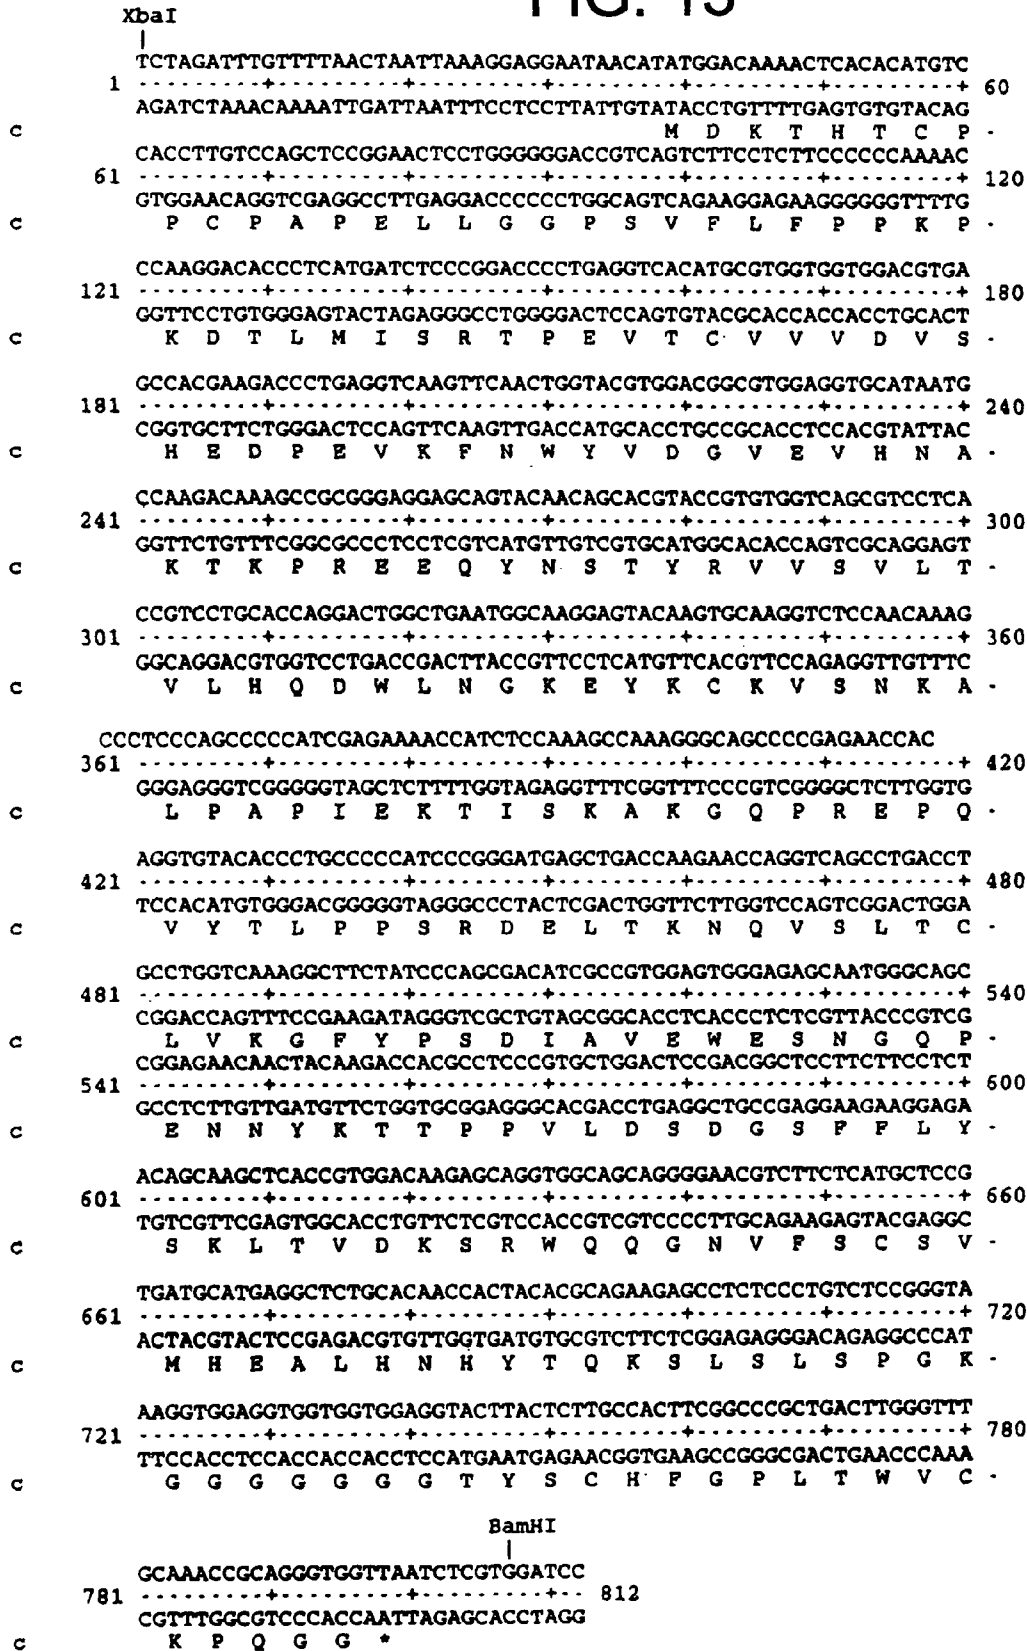 FIG. 13
XbaI
|
TCTAGATTTGTTTTAACTAATTAAAGGAGGAATAACATATGGACAAAACTCACACATGTC
1 ---------+---------+---------+---------+---------+---------+ 60
AGATCTAAACAAAATTGATTAATTTCCTCCTTATTGTATACCTGTTTTGAGTGTGTACAG
c M D K T H T C P -
CACCTTGTCCAGCTCCGGAACTCCTGGGGGGACCGTCAGTCTTCCTCTTCCCCCCAAAAC
61 ---------+---------+---------+---------+---------+---------+ 120
GTGGAACAGGTCGAGGCCTTGAGGACCCCCCTGGCAGTCAGAAGGAGAAGGGGGGTTTTG
c P C P A P E L L G G P S V F L F P P K P -
CCAAGGACACCCTCATGATCTCCCGGACCCCTGAGGTCACATGCGTGGTGGTGGACGTGA
121 ---------+---------+---------+---------+---------+---------+ 180
GGTTCCTGTGGGAGTACTAGAGGGCCTGGGGACTCCAGTGTACGCACCACCACCTGCACT
c K D T L M I S R T P E V T C V V V D V S -
GCCACGAAGACCCTGAGGTCAAGTTCAACTGGTACGTGGACGGCGTGGAGGTGCATAATG
181 ---------+---------+---------+---------+---------+---------+ 240
CGGTGCTTCTGGGACTCCAGTTCAAGTTGACCATGCACCTGCCGCACCTCCACGTATTAC
c H E D P E V K F N W Y V D G V E V H N A -
CCAAGACAAAGCCGCGGGAGGAGCAGTACAACAGCACGTACCGTGTGGTCAGCGTCCTCA
241 ---------+---------+---------+---------+---------+---------+ 300
GGTTCTGTTTCGGCGCCCTCCTCGTCATGTTGTCGTGCATGGCACACCAGTCGCAGGAGT
c K T K P R E E Q Y N S T Y R V V S V L T -
CCGTCCTGCACCAGGACTGGCTGAATGGCAAGGAGTACAAGTGCAAGGTCTCCAACAAAG
301 ---------+---------+---------+---------+---------+---------+ 360
GGCAGGACGTGGTCCTGACCGACTTACCGTTCCTCATGTTCACGTTCCAGAGGTTGTTTC
c V L H Q D W L N G K E Y K C K V S N K A -
CCCTCCCAGCCCCCATCGAGAAAACCATCTCCAAAGCCAAAGGGCAGCCCCGAGAACCAC
361 ---------+---------+---------+---------+---------+---------+ 420
GGGAGGGTCGGGGGTAGCTCTTTTGGTAGAGGTTTCGGTTTCCCGTCGGGGCTCTTGGTG
c L P A P I E K T I S K A K G Q P R E P Q -
AGGTGTACACCCTGCCCCCATCCCGGGATGAGCTGACCAAGAACCAGGTCAGCCTGACCT
421 ---------+---------+---------+---------+---------+---------+ 480
TCCACATGTGGGACGGGGGTAGGGCCCTACTCGACTGGTTCTTGGTCCAGTCGGACTGGA
c V Y T L P P S R D E L T K N Q V S L T C -
GCCTGGTCAAAGGCTTCTATCCCAGCGACATCGCCGTGGAGTGGGAGAGCAATGGGCAGC
481 ---------+---------+---------+---------+---------+---------+ 540
CGGACCAGTTTCCGAAGATAGGGTCGCTGTAGCGGCACCTCACCCTCTCGTTACCCGTCG
c L V K G F Y P S D I A V E W E S N G Q P -
CGGAGAACAACTACAAGACCACGCCTCCCGTGCTGGACTCCGACGGCTCCTTCTTCCTCT
541 ---------+---------+---------+---------+---------+---------+ 600
GCCTCTTGTTGATGTTCTGGTGCGGAGGGCACGACCTGAGGCTGCCGAGGAAGAAGGAGA
c E N N Y K T T P P V L D S D G S F F L Y -
ACAGCAAGCTCACCGTGGACAAGAGCAGGTGGCAGCAGGGGAACGTCTTCTCATGCTCCG
601 ---------+---------+---------+---------+---------+---------+ 660
TGTCGTTCGAGTGGCACCTGTTCTCGTCCACCGTCGTCCCCTTGCAGAAGAGTACGAGGC
c S K L T V D K S R W Q Q G N V F S C S V -
TGATGCATGAGGCTCTGCACAACCACTACACGCAGAAGAGCCTCTCCCTGTCTCCGGGTA
661 ---------+---------+---------+---------+---------+---------+ 720
ACTACGTACTCCGAGACGTGTTGGTGATGTGCGTCTTCTCGGAGAGGGACAGAGGCCCAT
c M H E A L H N H Y T Q K S L S L S P G K -
AAGGTGGAGGTGGTGGTGGAGGTACTTACTCTTGCCACTTCGGCCCGCTGACTTGGGTTT
721 ---------+---------+---------+---------+---------+---------+ 780
TTCCACCTCCACCACCACCTCCATGAATGAGAACGGTGAAGCCGGGCGACTGAACCCAAA
c G G G G G G G T Y S C H F G P L T W V C -
BamHI
|
GCAAACCGCAGGGTGGTTAATCTCGTGGATCC
781 ---------+---------+---------+-- 812
CGTTTGGCGTCCCACCAATTAGAGCACCTAGG
c K P Q G G *